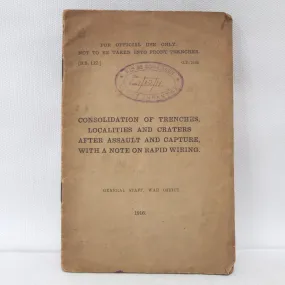 FOR OFFICIAL USE ONLY.
NOT TO BE TAKEN INTO FRONT TRENCHES.
CONSOLIDATION OF TRENCHES,
LOCALITIES AND CRATERS
AFTER ASSAULT AND CAPTURE,
WITH A NOTE ON RAPID WIRING.
GENERAL STAFF, WAR OFFICE.